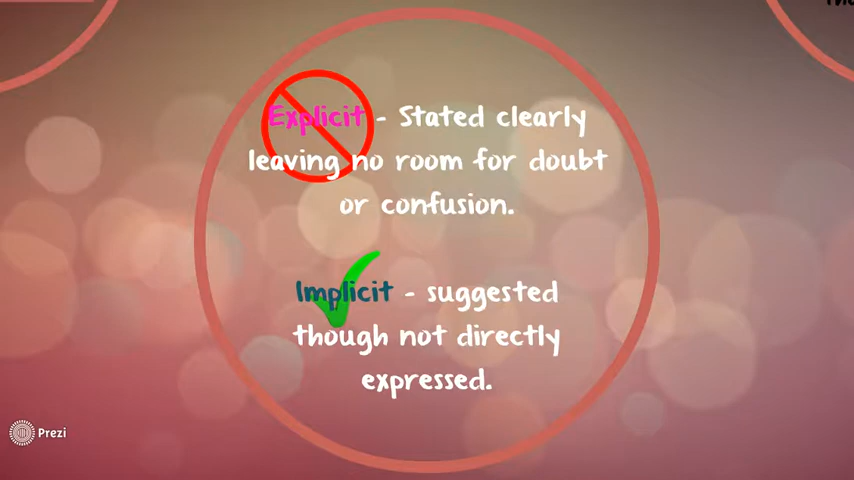 Explicit - Stated clearly
leaving no room for doubt
or confusion.
Implicit - suggested
though not directly
expressed.
Prezi